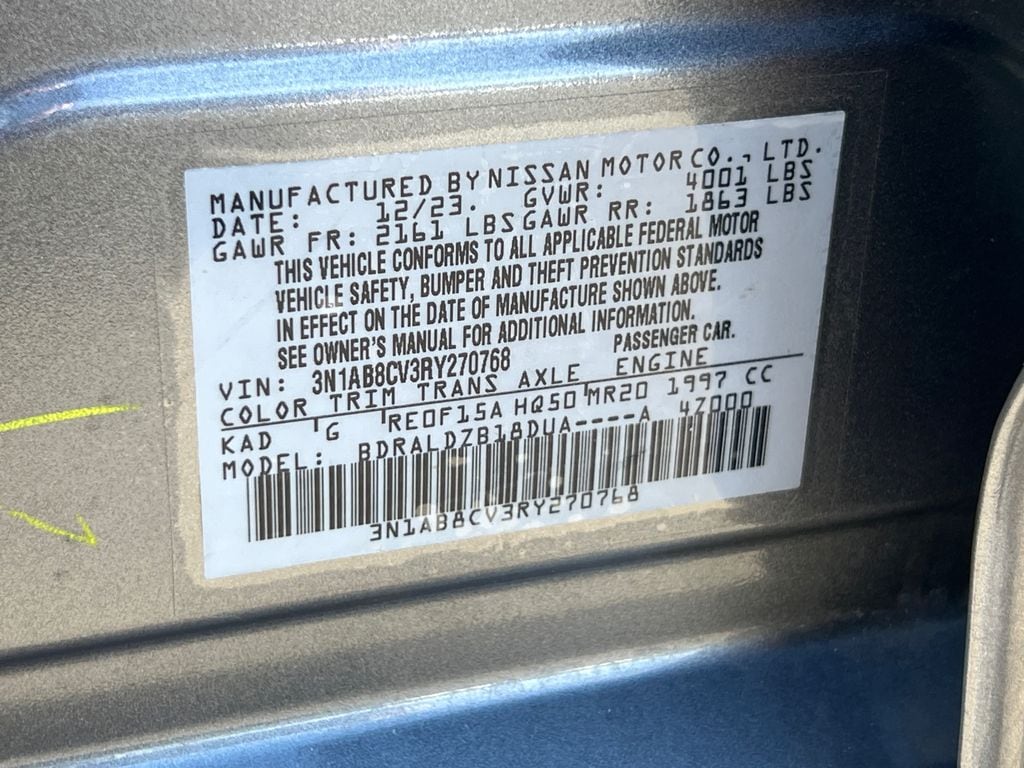 MANUFACTURED BY NISSAN MOTOR CO., LTD.
DATE: 12/23. GVWR: 4001 LBS
GAWR FR: 2161 LBS GAWR RR: 1863 LBS
THIS VEHICLE CONFORMS TO ALL APPLICABLE FEDERAL MOTOR
VEHICLE SAFETY, BUMPER AND THEFT PREVENTION STANDARDS
IN EFFECT ON THE DATE OF MANUFACTURE SHOWN ABOVE.
SEE OWNER'S MANUAL FOR ADDITIONAL INFORMATION.
VIN: 3N1AB8CV3RY270768 PASSENGER CAR.
COLOR TRIM TRANS AXLE ENGINE
KAD G RE0F15A HQ50 MR20 1997 CC
MODEL: BDRALDZB18DUA----A 47000
3N1AB8CV3RY270768